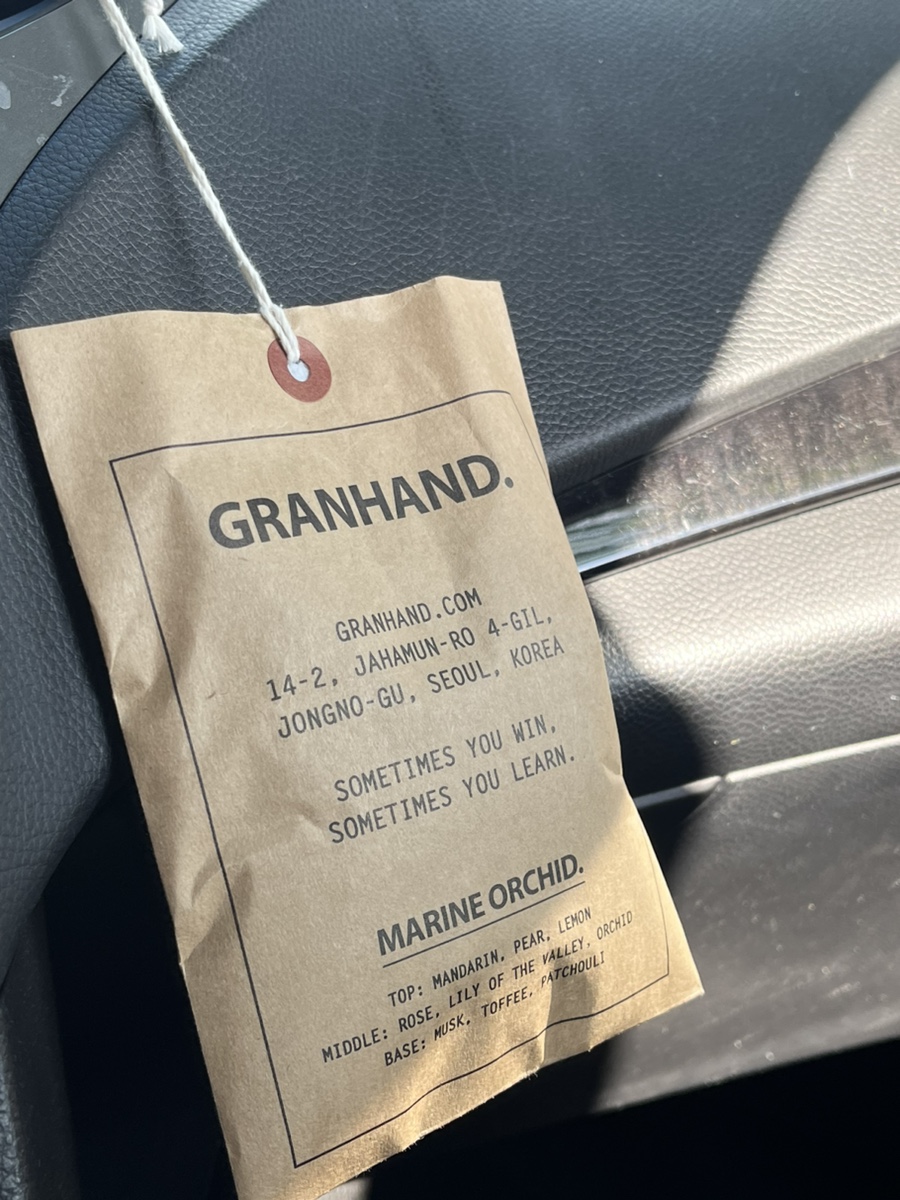 GRANHAND.
GRANHAND.COM
14-2, JAHAMUN-RO 4-GIL,
JONGNO-GU, SEOUL, KOREA
SOMETIMES YOU WIN,
SOMETIMES YOU LEARN.
MARINE ORCHID.
TOP: MANDARIN, PEAR, LEMON
MIDDLE: ROSE, LILY OF THE VALLEY, ORCHID
BASE: MUSK, TOFFEE, PATCHOULI